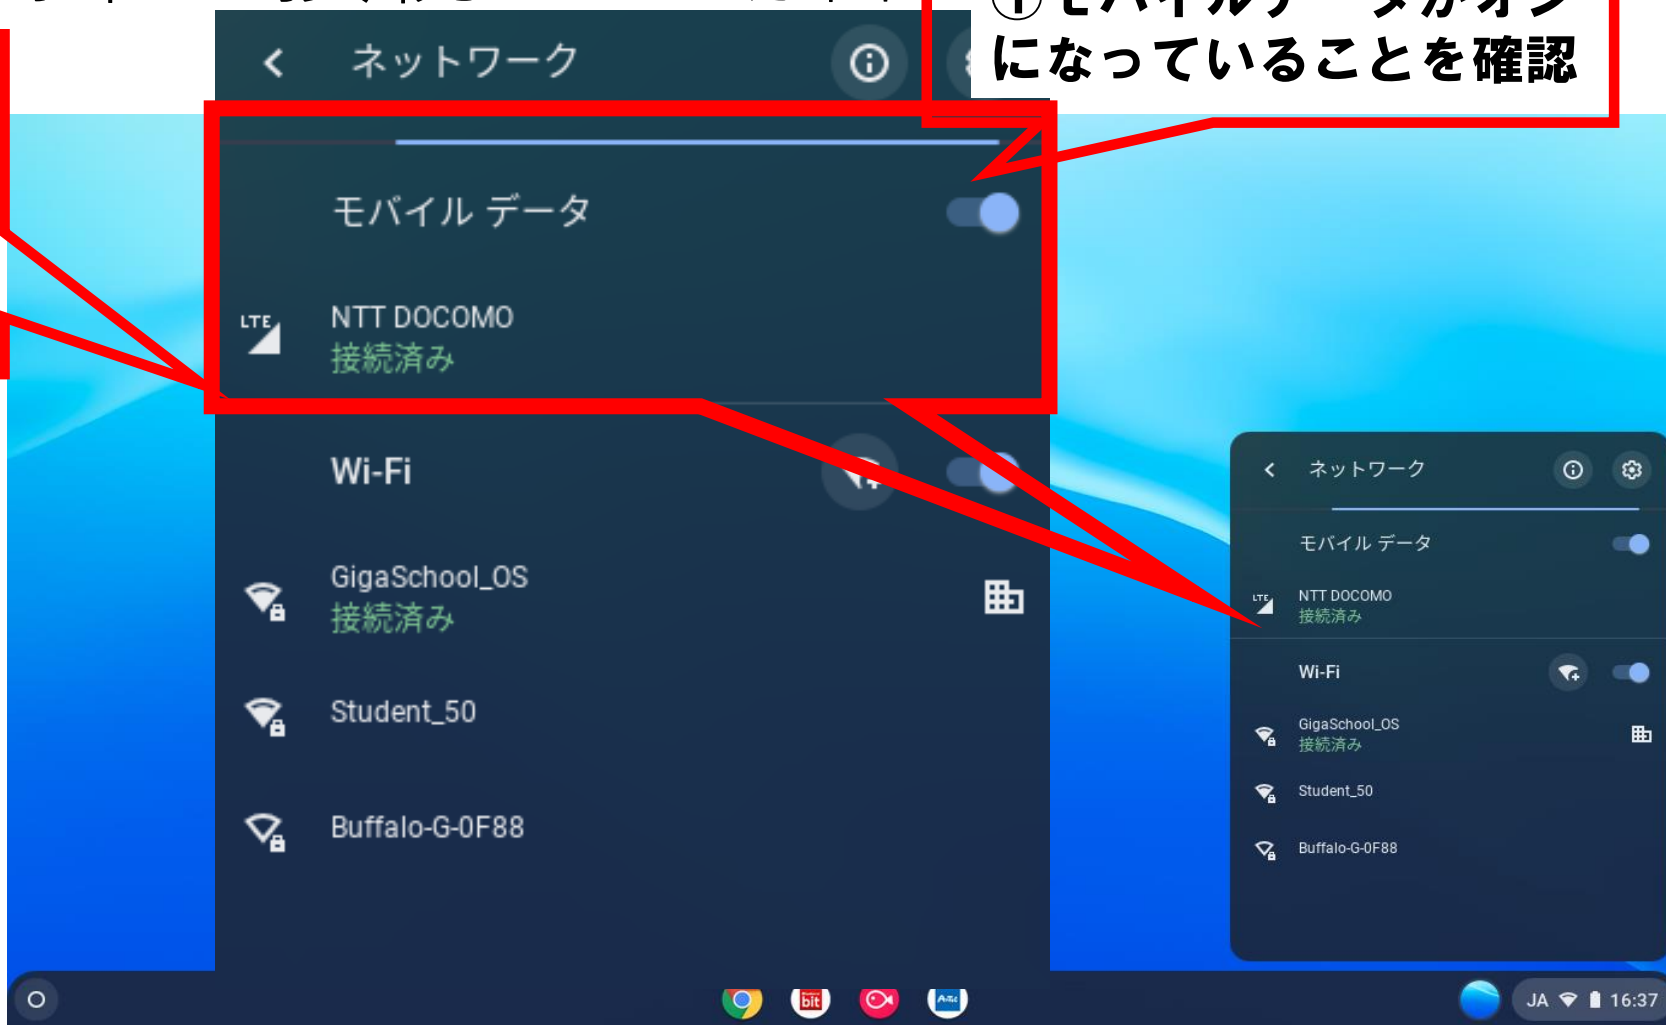 ①モバイルデータがオン
になっていることを確認
ネットワーク
モバイル データ
LTE
NTT DOCOMO
接続済み
Wi-Fi
GigaSchool_OS
接続済み
Student_50
Buffalo-G-0F88
ネットワーク
モバイル データ
LTE
NTT DOCOMO
接続済み
Wi-Fi
GigaSchool_OS
接続済み
Student_50
Buffalo-G-0F88
bit
JA 16:37